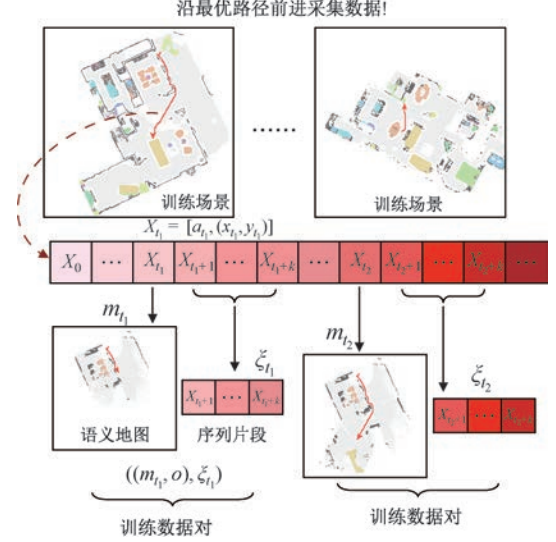 沿最优路径前进采集数据!
……
训练场景
训练场景
X_{t_1} = [a_{t_1}, (x_{t_1}, y_{t_1})]
X_0 ⋯ X_{t_1} X_{t_1+1} ⋯ X_{t_1+k} ⋯ X_{t_2} X_{t_2+1} ⋯ X_{t_2+k} ⋯
m_{t_1}
m_{t_2}
ξ_{t_1}
ξ_{t_2}
X_{t_1+1} ⋯ X_{t_1+k}
X_{t_2+1} ⋯
语义地图
序列片段
((m_{t_1}, o), ξ_{t_1})
训练数据对
训练数据对